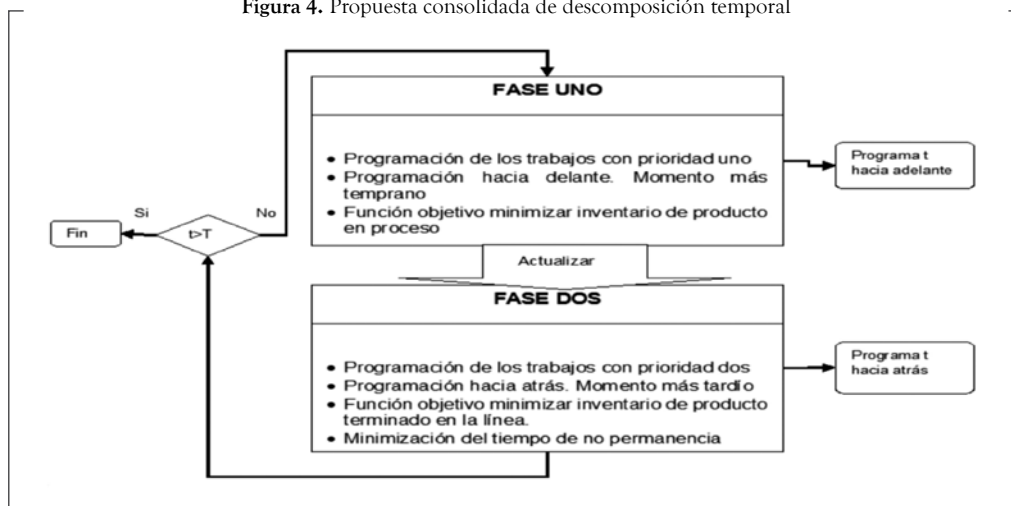 Figura 4. Propuesta consolidada de descomposición temporal
FASE UNO
• Programación de los trabajos con prioridad uno
• Programación hacia delante. Momento más
temprano
• Función objetivo minimizar inventario de producto
en proceso
Programa t
hacia adelante
Si
No
Fin
t>T
Actualizar
FASE DOS
• Programación de los trabajos con prioridad dos
• Programación hacia atrás. Momento más tardío
• Función objetivo minimizar inventario de producto
terminado en la línea.
• Minimización del tiempo de no permanencia
Programa t
hacia atrás